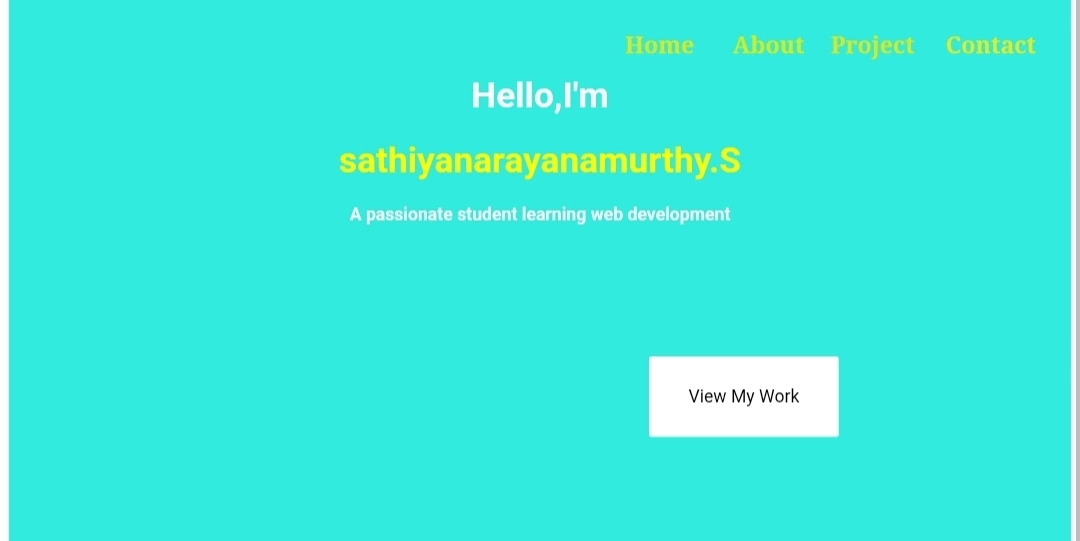 Home About Project Contact
Hello,I'm
sathiyanarayanamurthy.S
A passionate student learning web development
View My Work